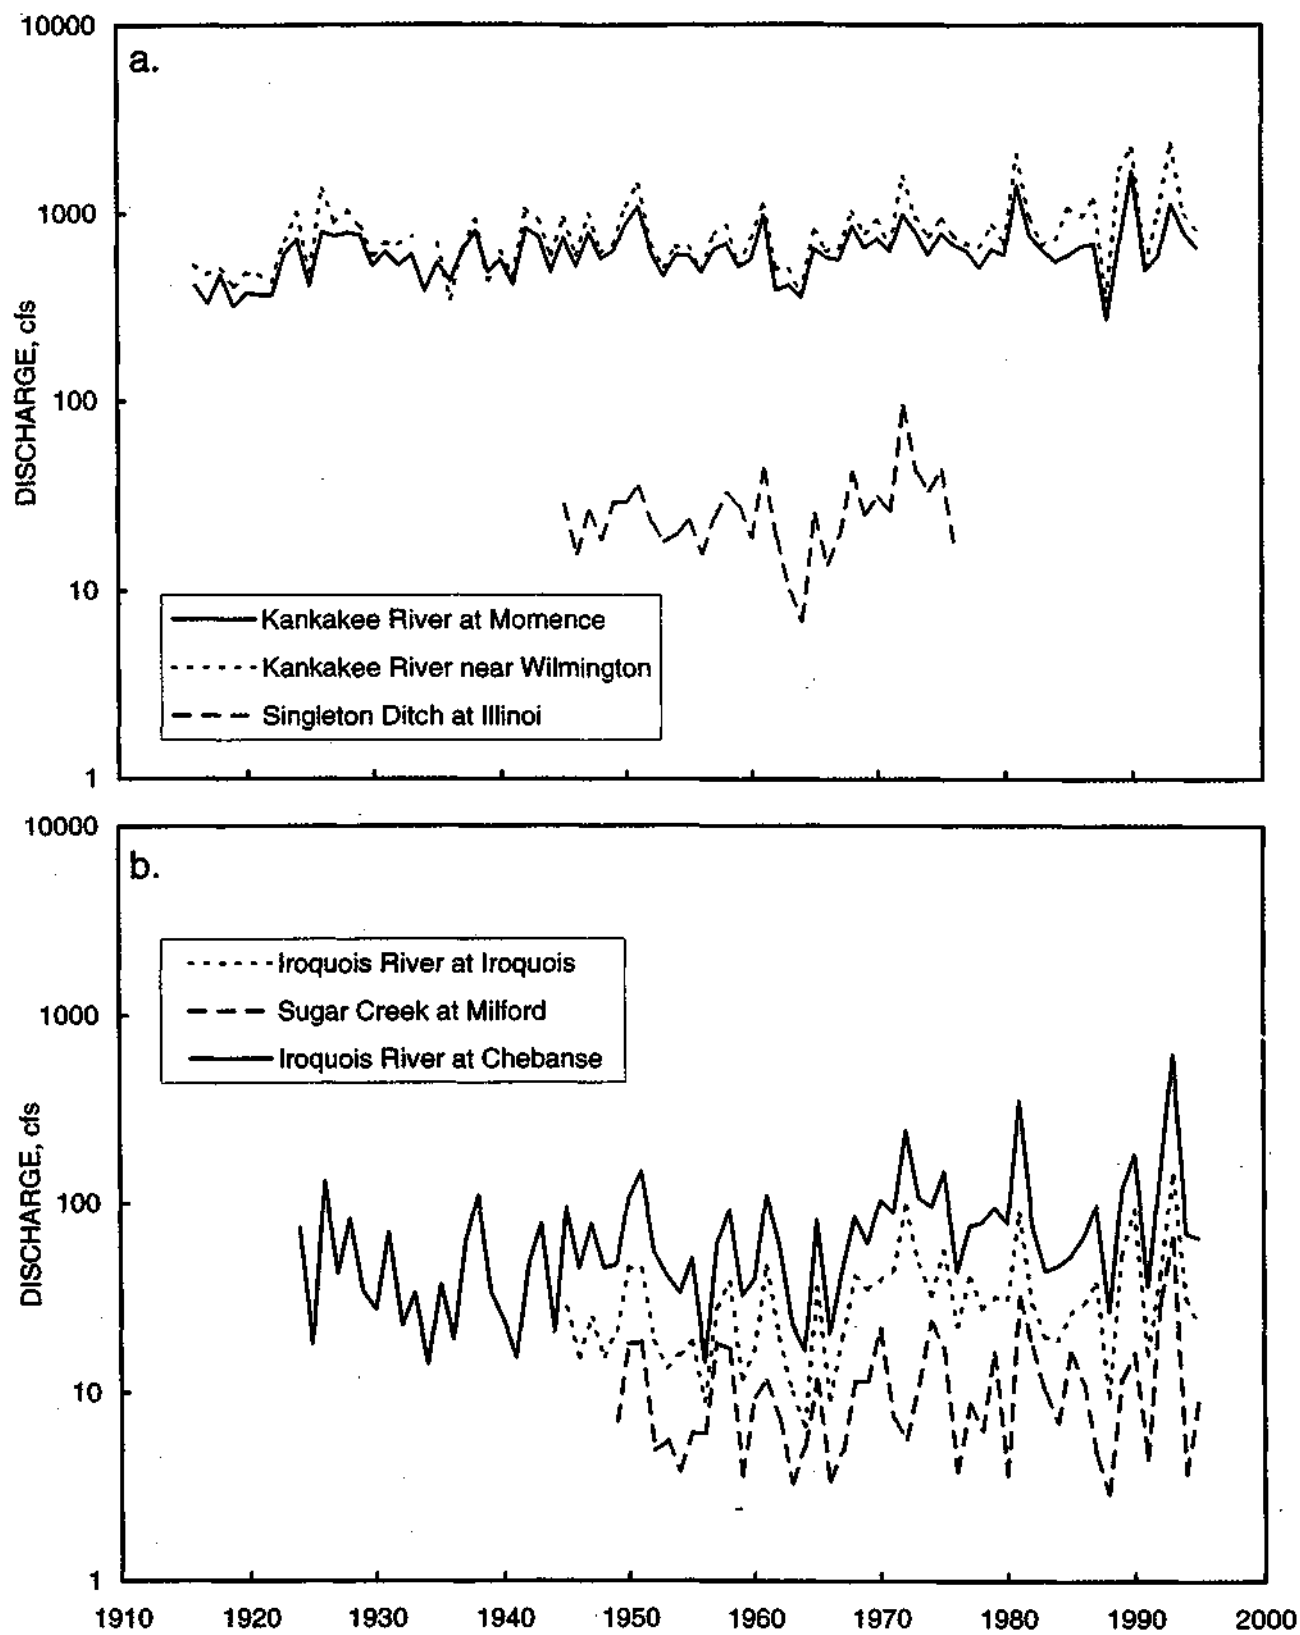 10000
a.
1000
100
10
1
DISCHARGE, cfs
Kankakee River at Momence
Kankakee River near Wilmington
Singleton Ditch at Illinoi
10000
b.
1000
100
10
1
DISCHARGE, cfs
Iroquois River at Iroquois
Sugar Creek at Milford
Iroquois River at Chebanse
1910 1920 1930 1940 1950 1960 1970 1980 1990 2000